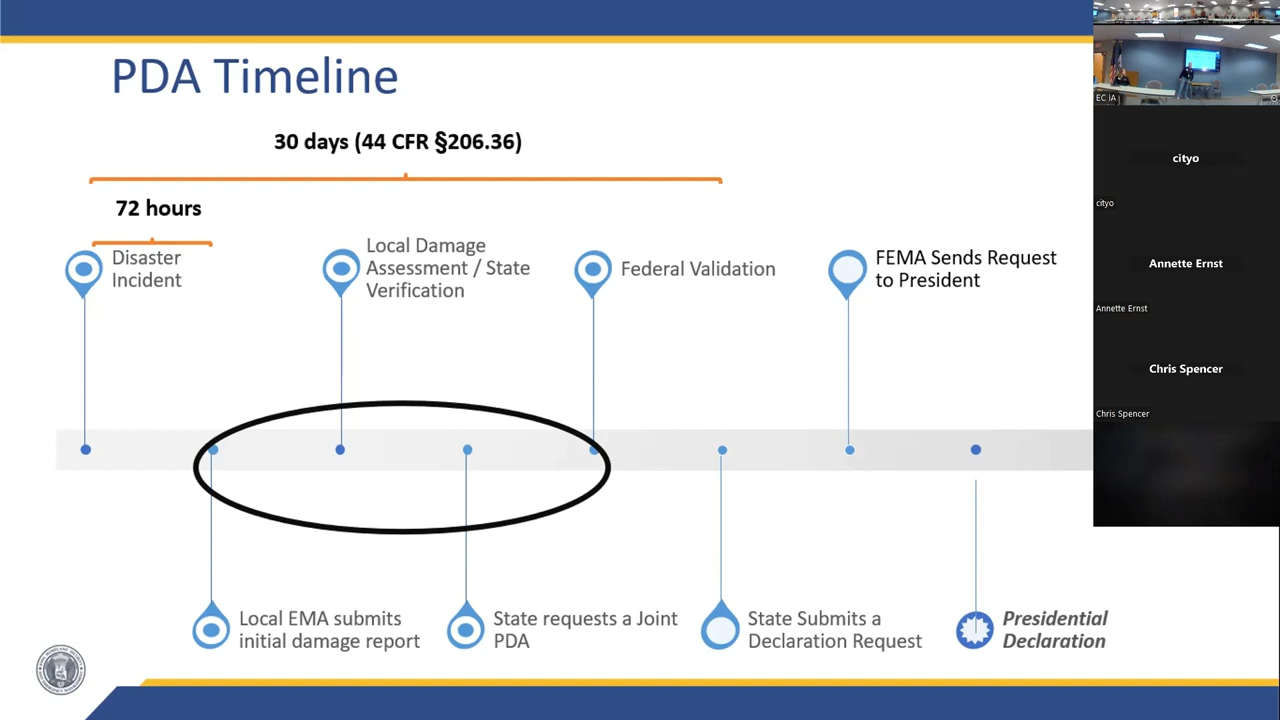 PDA Timeline
30 days (44 CFR §206.36)
72 hours
Disaster
Incident
Local Damage
Assessment / State
Verification
Federal Validation
FEMA Sends Request
to President
Local EMA submits
initial damage report
State requests a Joint
PDA
State Submits a
Declaration Request
Presidential
Declaration
EC IA
cityo
cityo
Annette Ernst
Annette Ernst
Chris Spencer
Chris Spencer